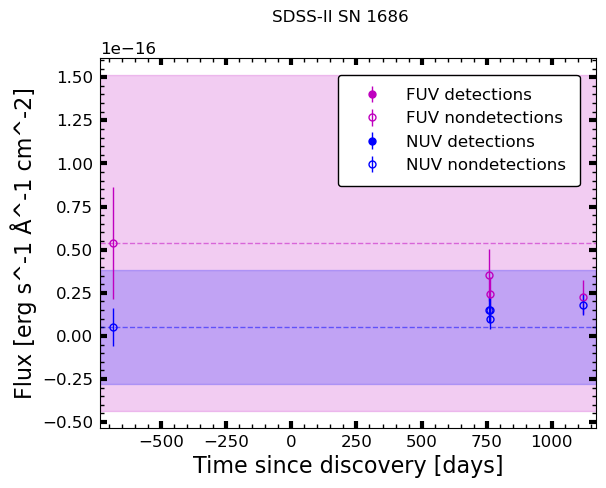 SDSS-II SN 1686
1e−16
1.50
1.25
1.00
0.75
0.50
0.25
0.00
−0.25
−0.50
Flux [erg s^-1 Å^-1 cm^-2]
FUV detections
FUV nondetections
NUV detections
NUV nondetections
−500 −250 0 250 500 750 1000
Time since discovery [days]